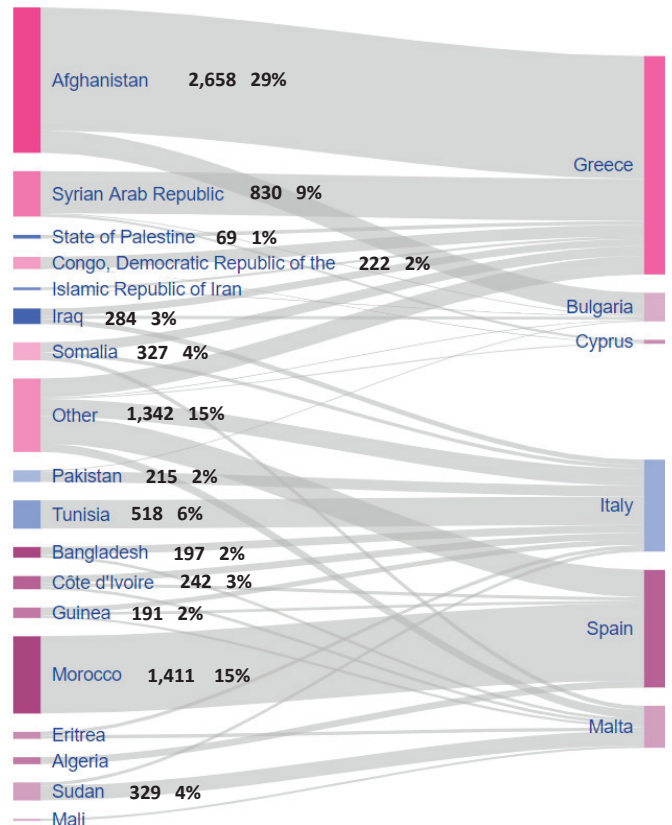 Afghanistan 2,658 29%
Greece
Syrian Arab Republic 830 9%
State of Palestine 69 1%
Congo, Democratic Republic of the 222 2%
Islamic Republic of Iran
Bulgaria
Iraq 284 3%
Cyprus
Somalia 327 4%
Other 1,342 15%
Pakistan 215 2%
Italy
Tunisia 518 6%
Bangladesh 197 2%
Côte d'Ivoire 242 3%
Guinea 191 2%
Spain
Morocco 1,411 15%
Malta
Eritrea
Algeria
Sudan 329 4%
Mali